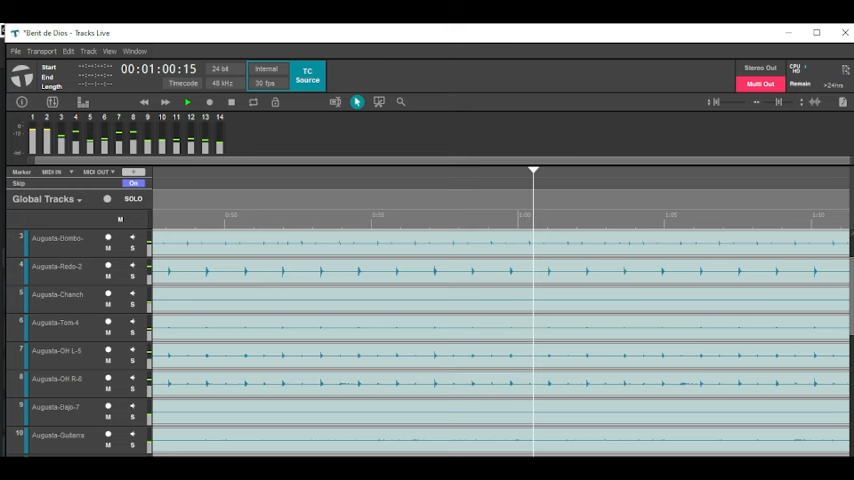 *Berit de Dios - Tracks Live
File Transport Edit Track View Window
Start --:--:--:--
End --:--:--:--
Length --:--:--:--
00:01:00:15
Timecode
24 bit
48 kHz
Internal
30 fps
TC Source
Stereo Out
Multi Out
CPU
HD
Remain >24hrs
1 2 3 4 5 6 7 8 9 10 11 12 13 14
0
-12
-inf
Marker MIDI IN MIDI OUT +
Skip On
Global Tracks SOLO
M
0:50 0:55 1:00 1:05 1:10
3 Augusta-Bombo- M S
4 Augusta-Redo-2 M S
5 Augusta-Chanch M S
6 Augusta-Tom-4 M S
7 Augusta-OH L-5 M S
8 Augusta-OH R-6 M S
9 Augusta-Bajo-7 M S
10 Augusta-Guitarra M S